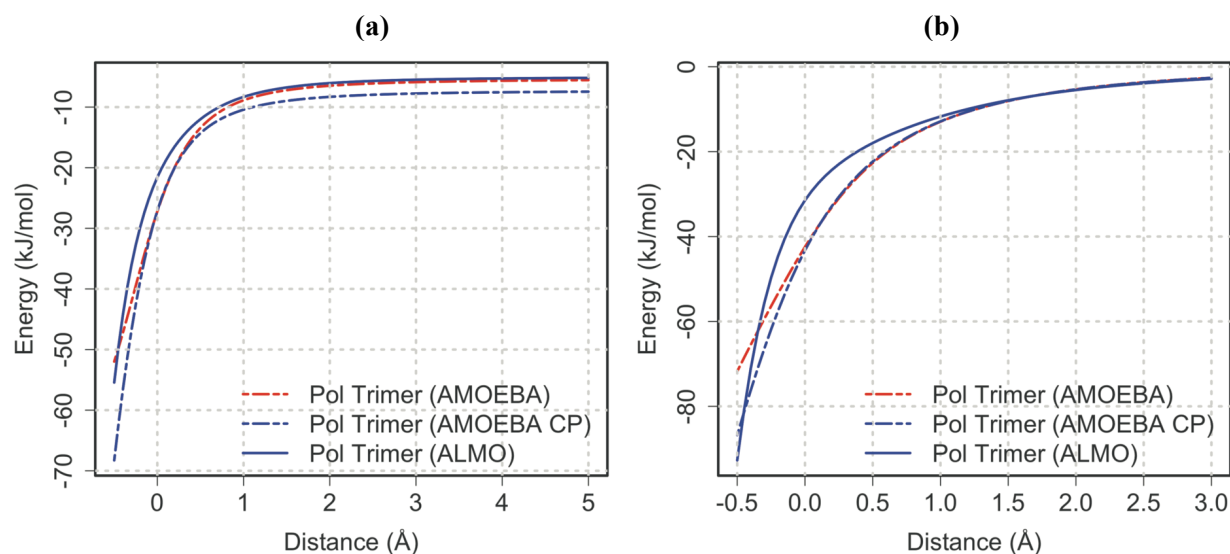 (a)
Energy (kJ/mol)
-10
-20
-30
-40
-50
-60
-70
Pol Trimer (AMOEBA)
Pol Trimer (AMOEBA CP)
Pol Trimer (ALMO)
0 1 2 3 4 5
Distance (Å)
(b)
Energy (kJ/mol)
0
-20
-40
-60
-80
Pol Trimer (AMOEBA)
Pol Trimer (AMOEBA CP)
Pol Trimer (ALMO)
-0.5 0.0 0.5 1.0 1.5 2.0 2.5 3.0
Distance (Å)